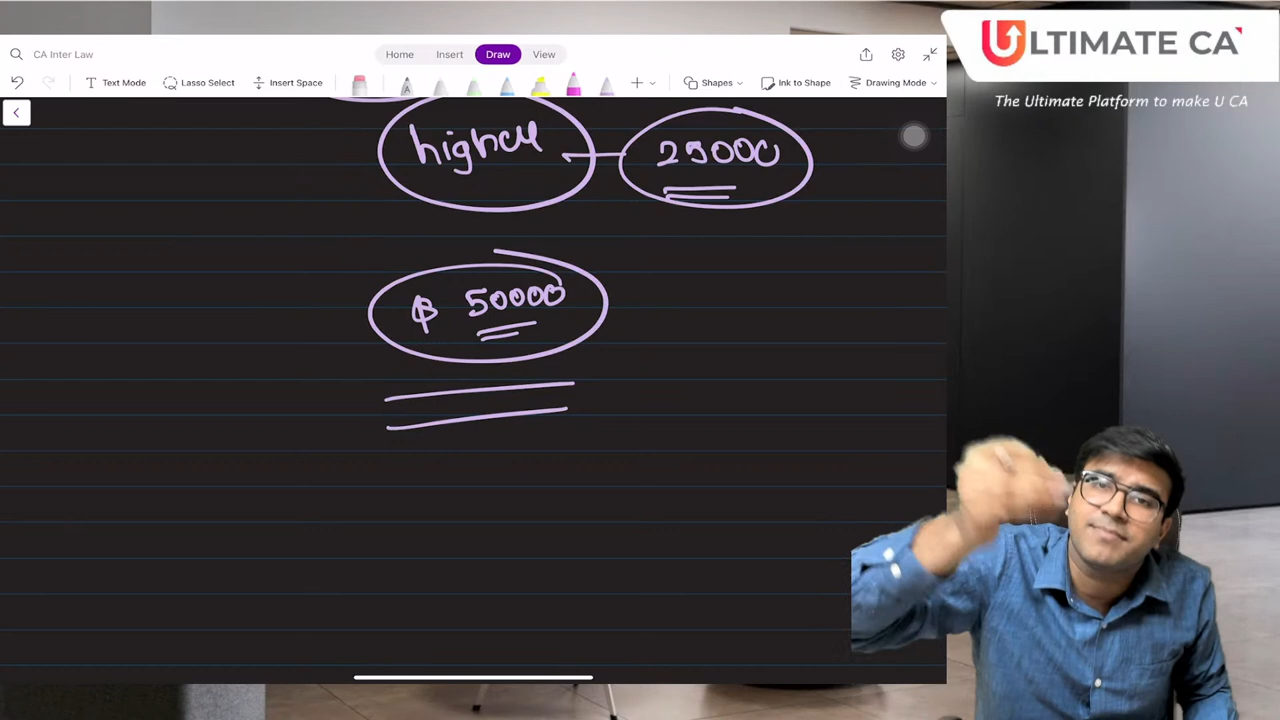 CA Inter Law
Home Insert Draw View
Text Mode Lasso Select Insert Space Shapes Ink to Shape Drawing Mode
ULTIMATE CA
The Ultimate Platform to make U CA
higher 25000
$ 50000